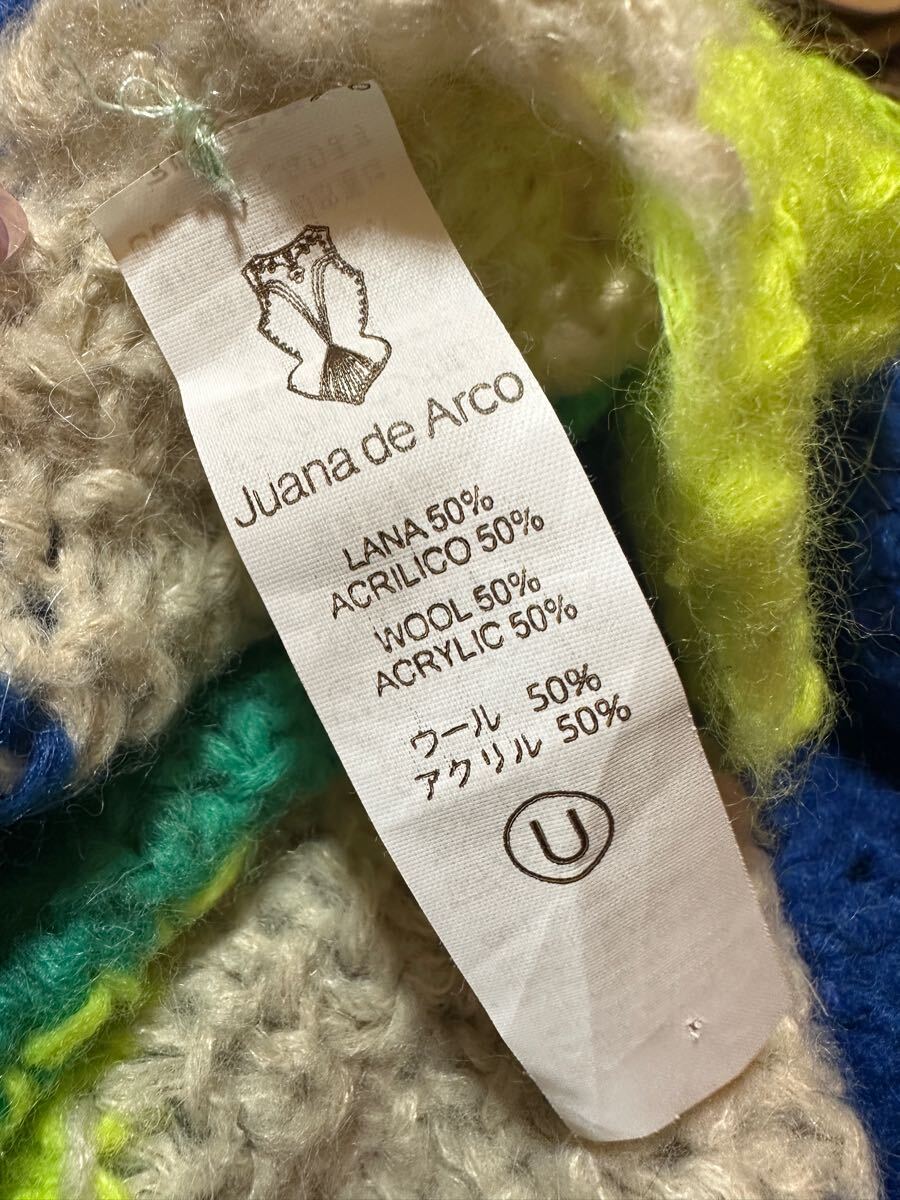 Juana de Arco
LANA 50%
ACRILICO 50%
WOOL 50%
ACRYLIC 50%
ウール 50%
アクリル 50%
U